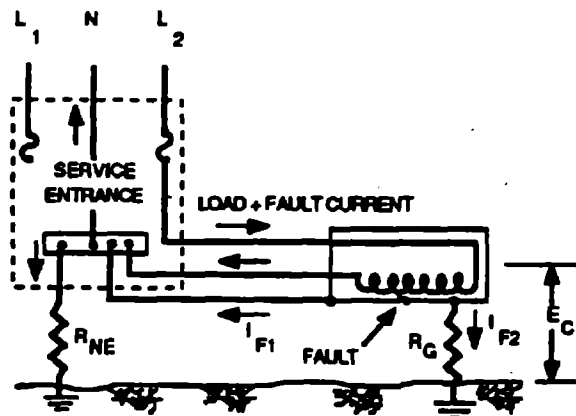 L1 N L2
SERVICE
ENTRANCE
LOAD + FAULT CURRENT
RNE
IF1
FAULT
RG
IF2
EC